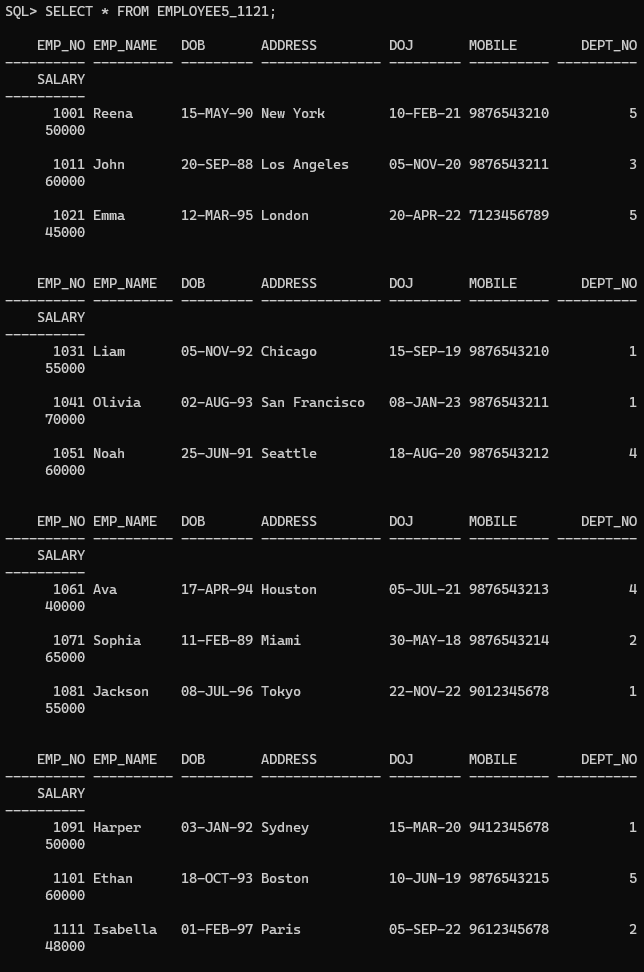 SQL> SELECT * FROM EMPLOYEE5_1121;
EMP_NO EMP_NAME DOB ADDRESS DOJ MOBILE DEPT_NO
---------- ---------- --------- --------------- --------- ---------- ----------
SALARY
----------
1001 Reena 15-MAY-90 New York 10-FEB-21 9876543210 5
50000
1011 John 20-SEP-88 Los Angeles 05-NOV-20 9876543211 3
60000
1021 Emma 12-MAR-95 London 20-APR-22 7123456789 5
45000
EMP_NO EMP_NAME DOB ADDRESS DOJ MOBILE DEPT_NO
---------- ---------- --------- --------------- --------- ---------- ----------
SALARY
----------
1031 Liam 05-NOV-92 Chicago 15-SEP-19 9876543210 1
55000
1041 Olivia 02-AUG-93 San Francisco 08-JAN-23 9876543211 1
70000
1051 Noah 25-JUN-91 Seattle 18-AUG-20 9876543212 4
60000
EMP_NO EMP_NAME DOB ADDRESS DOJ MOBILE DEPT_NO
---------- ---------- --------- --------------- --------- ---------- ----------
SALARY
----------
1061 Ava 17-APR-94 Houston 05-JUL-21 9876543213 4
40000
1071 Sophia 11-FEB-89 Miami 30-MAY-18 9876543214 2
65000
1081 Jackson 08-JUL-96 Tokyo 22-NOV-22 9012345678 1
55000
EMP_NO EMP_NAME DOB ADDRESS DOJ MOBILE DEPT_NO
---------- ---------- --------- --------------- --------- ---------- ----------
SALARY
----------
1091 Harper 03-JAN-92 Sydney 15-MAR-20 9412345678 1
50000
1101 Ethan 18-OCT-93 Boston 10-JUN-19 9876543215 5
60000
1111 Isabella 01-FEB-97 Paris 05-SEP-22 9612345678 2
48000